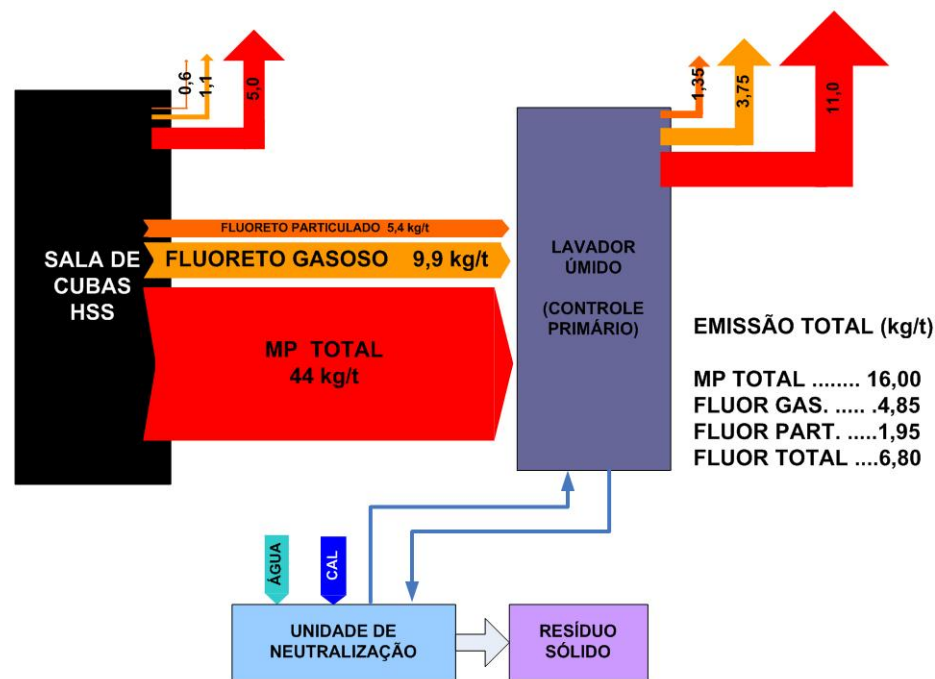 0,6
1,1
5,0
1,35
3,75
11,0
FLUORETO PARTICULADO 5,4 kg/t
FLUORETO GASOSO 9,9 kg/t
SALA DE
CUBAS
HSS
MP TOTAL
44 kg/t
LAVADOR
ÚMIDO
(CONTROLE
PRIMÁRIO)
EMISSÃO TOTAL (kg/t)
MP TOTAL ........ 16,00
FLUOR GAS. ..... .4,85
FLUOR PART. .....1,95
FLUOR TOTAL ....6,80
ÁGUA
CAL
UNIDADE DE
NEUTRALIZAÇÃO
RESÍDUO
SÓLIDO